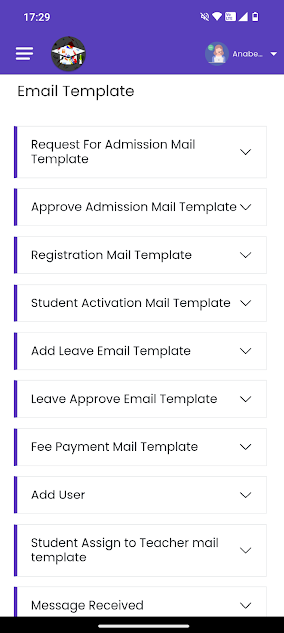 17:29
Anabe...
Email Template
Request For Admission Mail
Template
Approve Admission Mail Template
Registration Mail Template
Student Activation Mail Template
Add Leave Email Template
Leave Approve Email Template
Fee Payment Mail Template
Add User
Student Assign to Teacher mail
template
Message Received